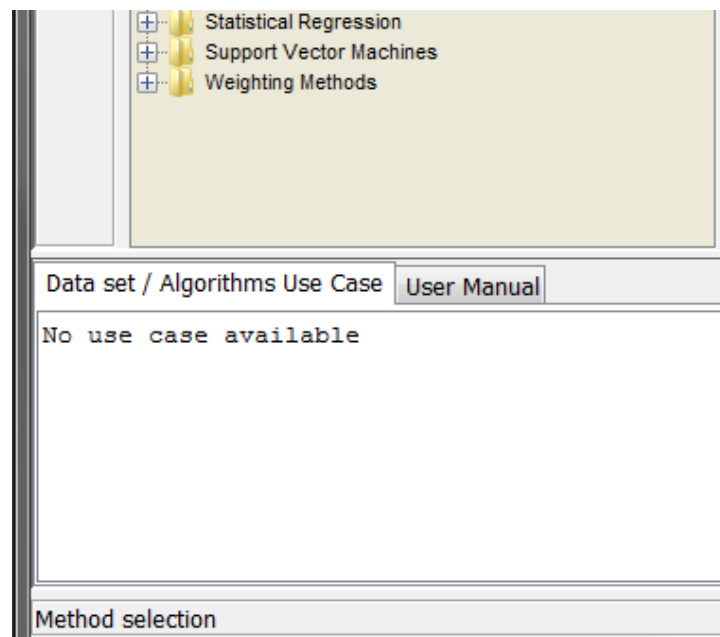 Statistical Regression
Support Vector Machines
Weighting Methods
Data set / Algorithms Use Case
User Manual
No use case available
Method selection